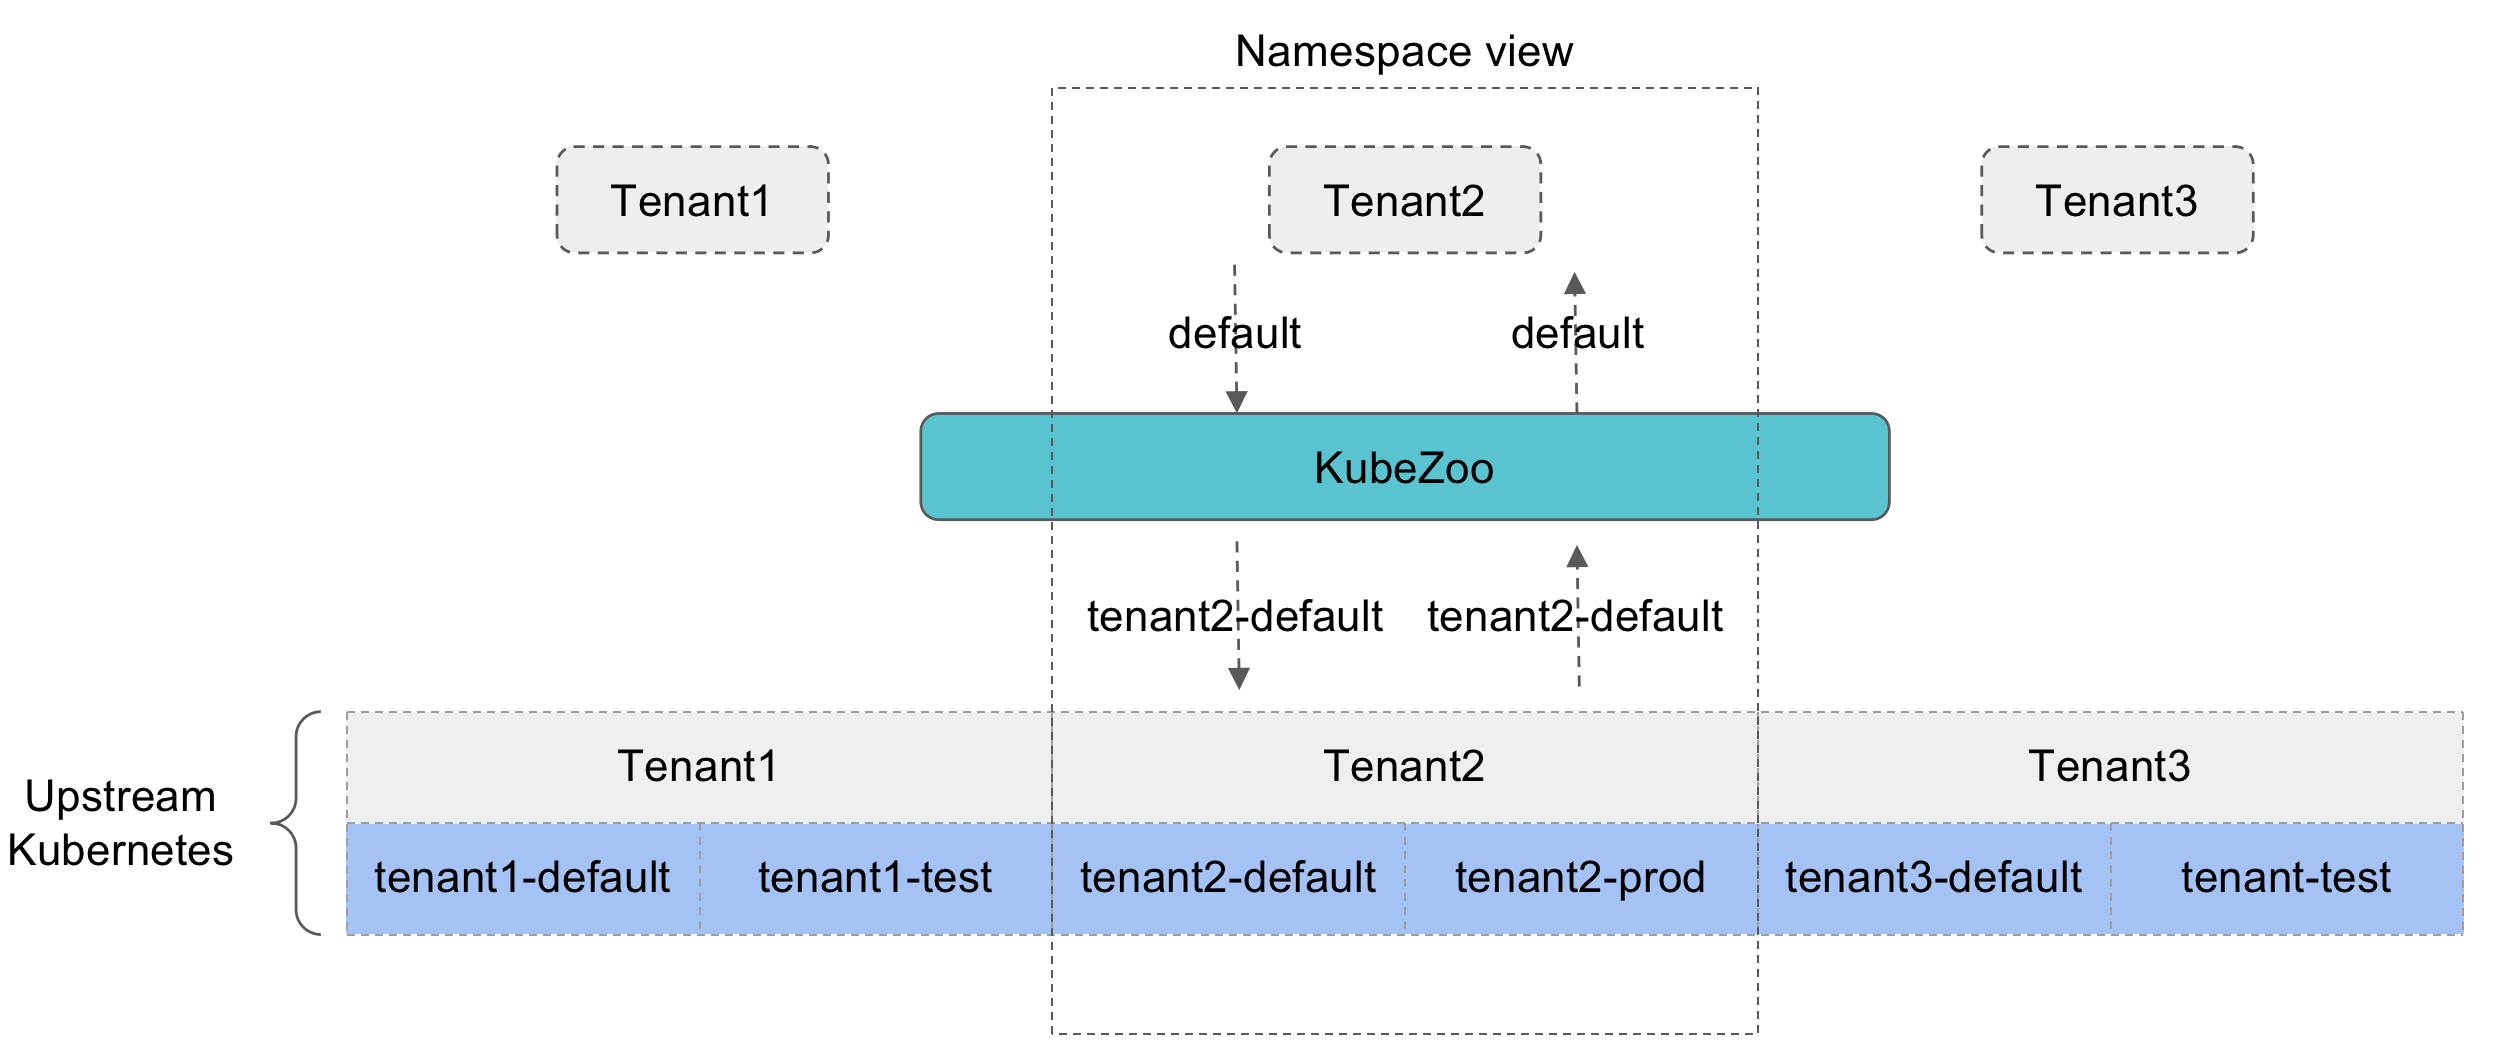 Namespace view
Tenant1
Tenant2
Tenant3
default
default
KubeZoo
tenant2-default
tenant2-default
Upstream
Kubernetes
Tenant1
Tenant2
Tenant3
tenant1-default
tenant1-test
tenant2-default
tenant2-prod
tenant3-default
tenant-test